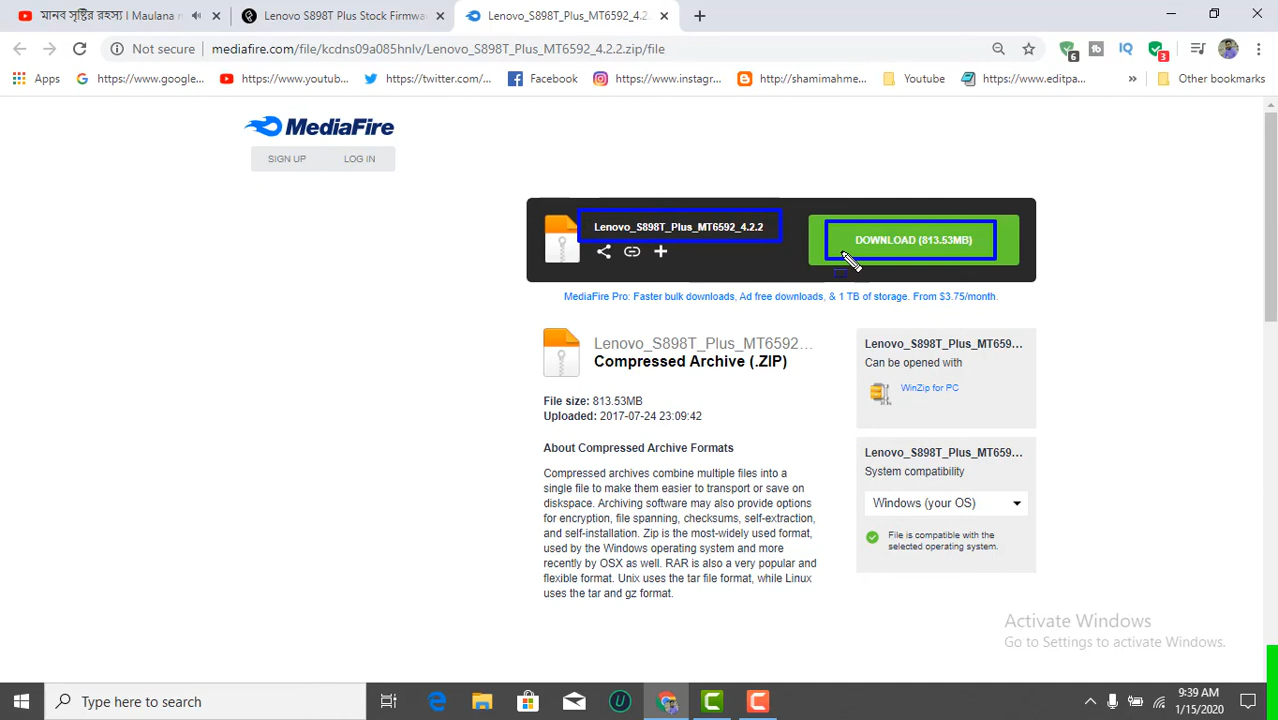 মানব সৃষ্টির রহস্য l Maulana
Lenovo S898T Plus Stock Firmwa
Lenovo_S898T_Plus_MT6592_4.2.
Not secure
mediafire.com/file/kcdns09a085hnlv/Lenovo_S898T_Plus_MT6592_4.2.2.zip/file
6
3
Apps
https://www.google...
https://www.youtub...
https://twitter.com/...
Facebook
https://www.instagr...
http://shamimahme...
Youtube
https://www.editpa...
»
Other bookmarks
MediaFire
SIGN UP
LOG IN
Lenovo_S898T_Plus_MT6592_4.2.2
DOWNLOAD (813.53MB)
MediaFire Pro: Faster bulk downloads, Ad free downloads, & 1 TB of storage. From $3.75/month.
Lenovo_S898T_Plus_MT6592...
Compressed Archive (.ZIP)
File size: 813.53MB
Uploaded: 2017-07-24 23:09:42
About Compressed Archive Formats
Compressed archives combine multiple files into a
single file to make them easier to transport or save on
diskspace. Archiving software may also provide options
for encryption, file spanning, checksums, self-extraction,
and self-installation. Zip is the most-widely used format,
used by the Windows operating system and more
recently by OSX as well. RAR is also a very popular and
flexible format. Unix uses the tar file format, while Linux
uses the tar and gz format.
Lenovo_S898T_Plus_MT659...
Can be opened with
WinZip for PC
Lenovo_S898T_Plus_MT659...
System compatibility
Windows (your OS)
File is compatible with the
selected operating system.
Activate Windows
Go to Settings to activate Windows.
Type here to search
9:39 AM
1/15/2020